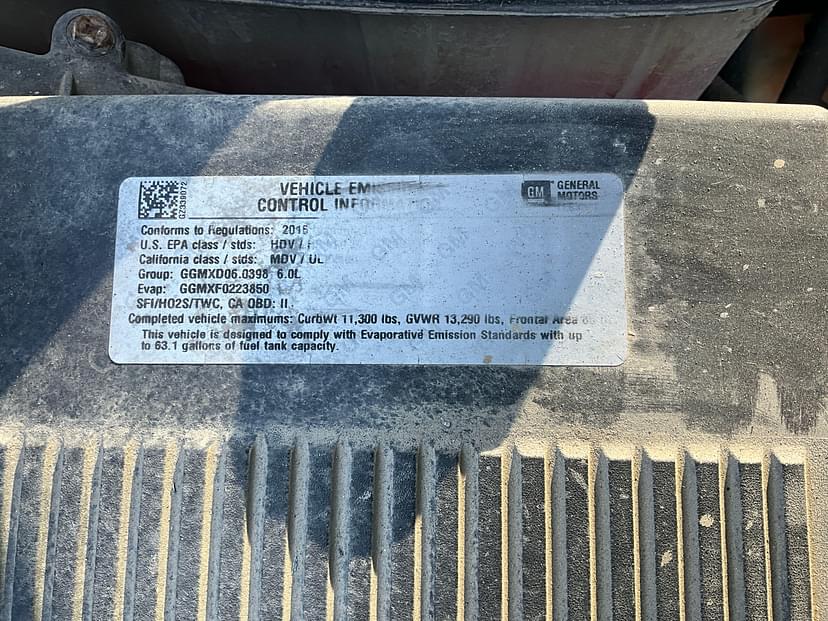 GZ339072
VEHICLE
CONTROL
GM GENERAL MOTORS
Conforms to Regulations:
U.S. EPA class / stds: HDV /
California class / stds: MDV /
Group: GGMXD06.0398 6.0L
Evap: GGMXF0223850
SFI/HO2S/TWC, CA OBD: II
Completed vehicle maximums: CurbWt 11,300 lbs, GVWR 13,290 lbs, Frontal Area
This vehicle is designed to comply with Evaporative Emission Standards with up
to 63.1 gallons of fuel tank capacity.